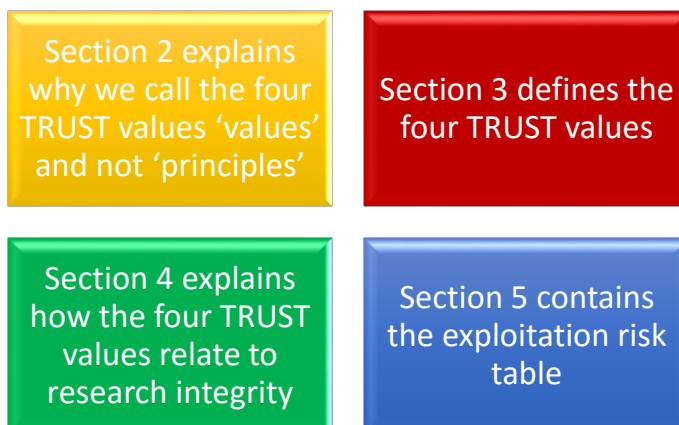 Section 2 explains
why we call the four
TRUST values ‘values’
and not ‘principles’
Section 3 defines the
four TRUST values
Section 4 explains
how the four TRUST
values relate to
research integrity
Section 5 contains
the exploitation risk
table